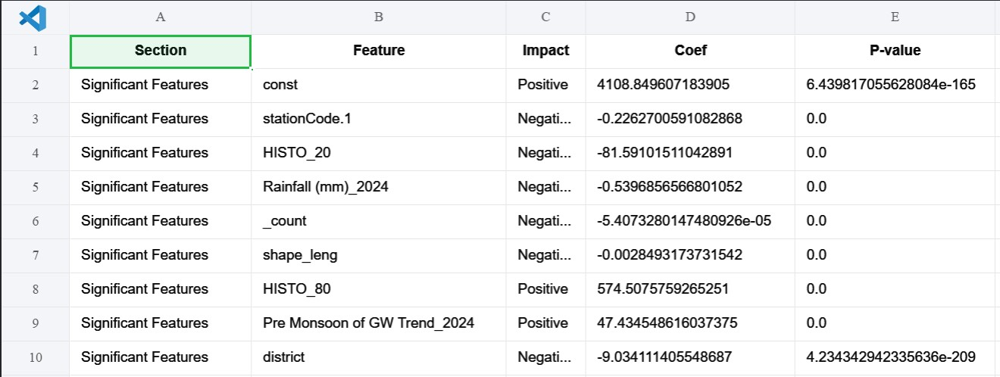 A B C D E
1 Section Feature Impact Coef P-value
2 Significant Features const Positive 4108.849607183905 6.439817055628084e-165
3 Significant Features stationCode.1 Negati... -0.2262700591082868 0.0
4 Significant Features HISTO_20 Negati... -81.59101511042891 0.0
5 Significant Features Rainfall (mm)_2024 Negati... -0.5396856566801052 0.0
6 Significant Features _count Negati... -5.4073280147480926e-05 0.0
7 Significant Features shape_leng Negati... -0.0028493173731542 0.0
8 Significant Features HISTO_80 Positive 574.5075759265251 0.0
9 Significant Features Pre Monsoon of GW Trend_2024 Positive 47.434548616037375 0.0
10 Significant Features district Negati... -9.034111405548687 4.234342942335636e-209